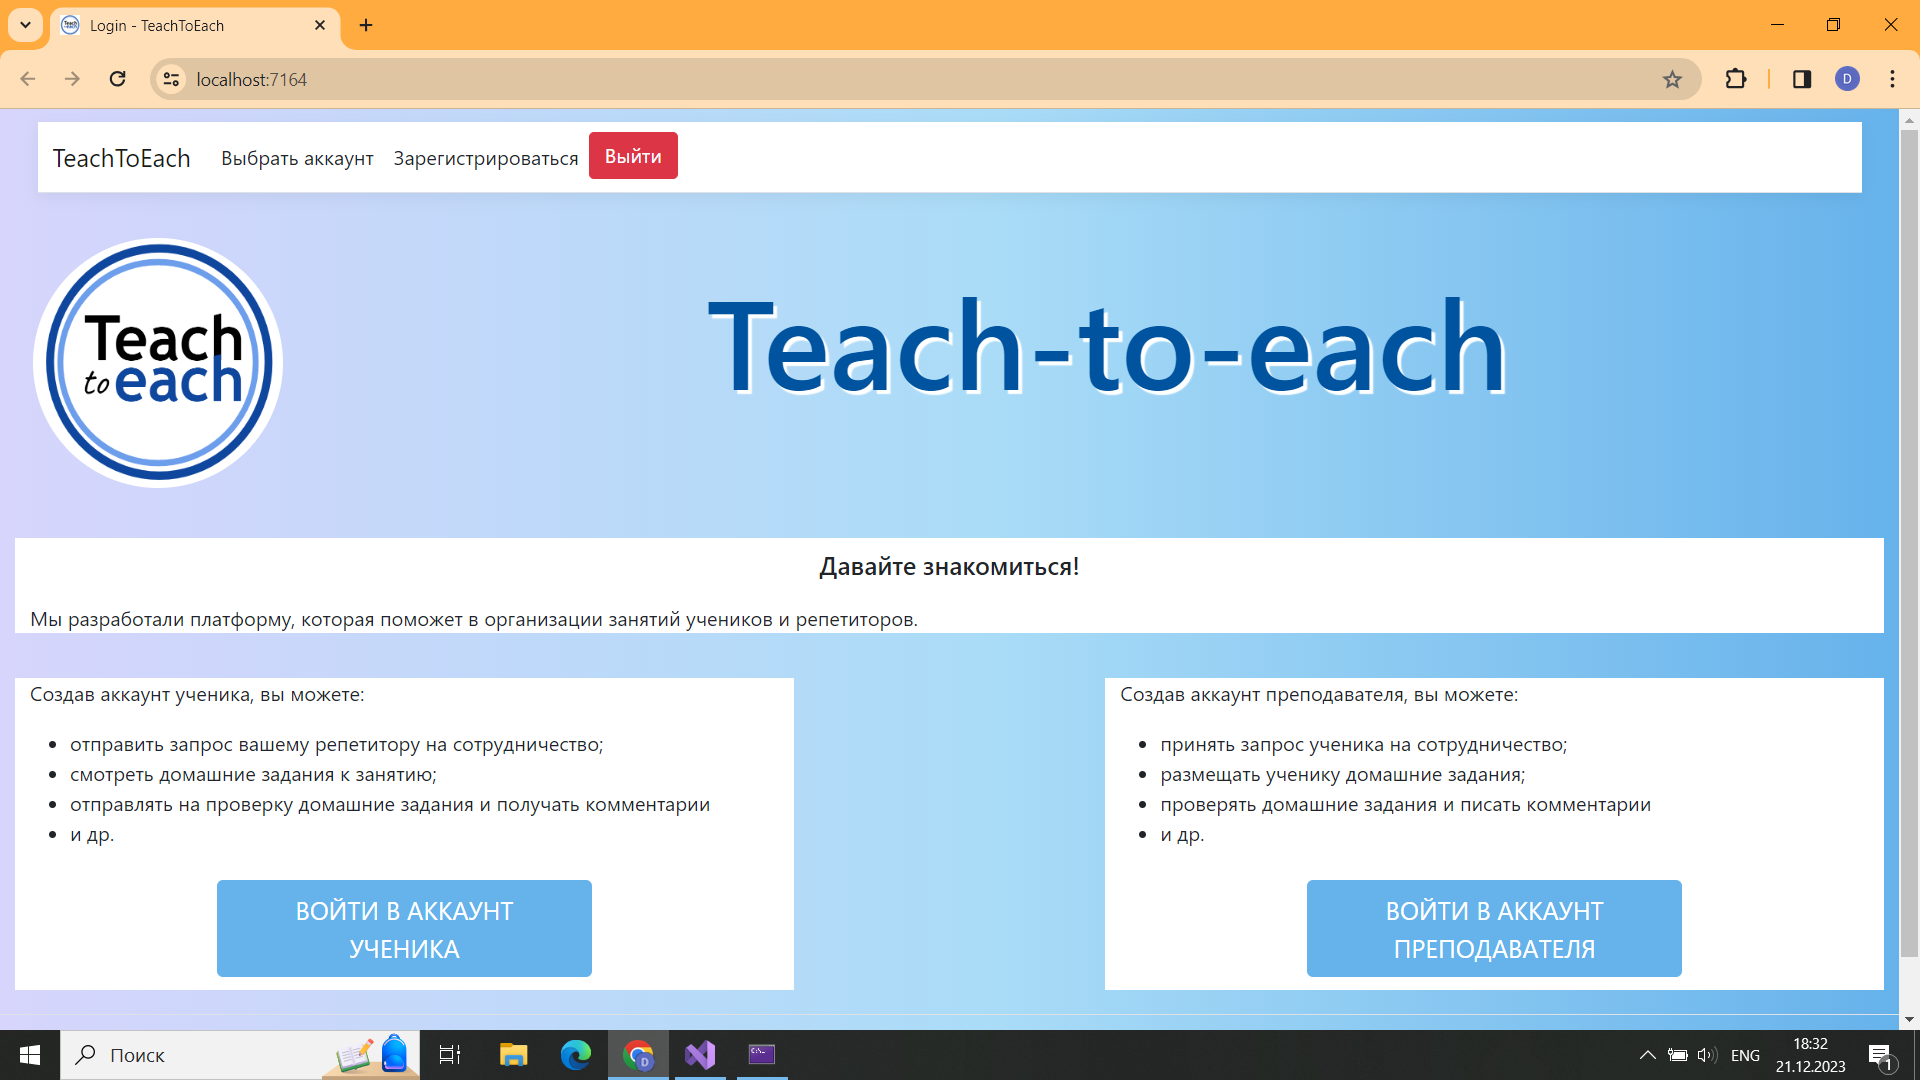 Login - TeachToEach
localhost:7164
D
TeachToEach
Выбрать аккаунт
Зарегистрироваться
Выйти
Teach
to each
Teach-to-each
Давайте знакомиться!
Мы разработали платформу, которая поможет в организации занятий учеников и репетиторов.
Создав аккаунт ученика, вы можете:
отправить запрос вашему репетитору на сотрудничество;
смотреть домашние задания к занятию;
отправлять на проверку домашние задания и получать комментарии
и др.
ВОЙТИ В АККАУНТ
УЧЕНИКА
Создав аккаунт преподавателя, вы можете:
принять запрос ученика на сотрудничество;
размещать ученику домашние задания;
проверять домашние задания и писать комментарии
и др.
ВОЙТИ В АККАУНТ
ПРЕПОДАВАТЕЛЯ
Поиск
D
ENG
18:32
21.12.2023
1